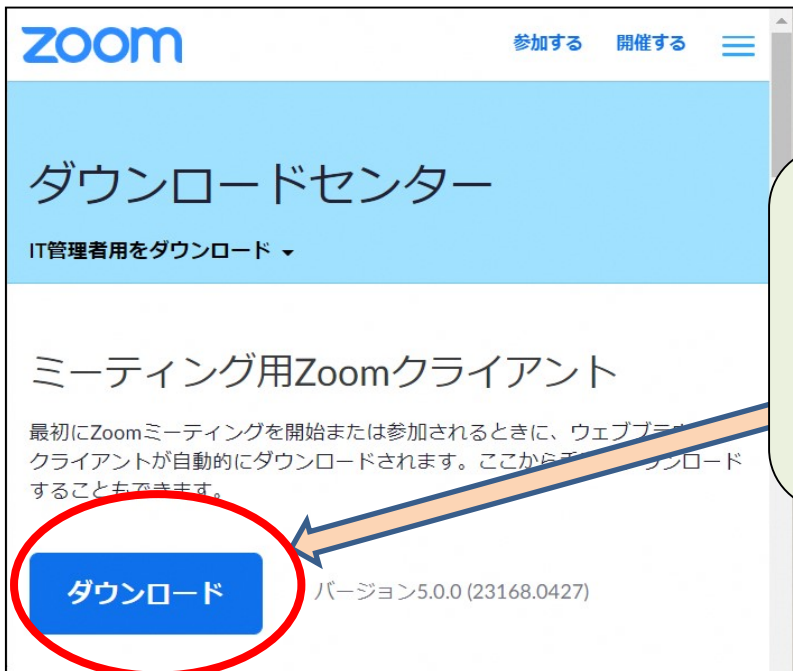 zoom
参加する 開催する
ダウンロードセンター
IT管理者用をダウンロード
ミーティング用Zoomクライアント
最初にZoomミーティングを開始または参加されるときに、ウェブブラ
クライアントが自動的にダウンロードされます。ここから ンロード
することもできます。
ダウンロード バージョン5.0.0 (23168.0427)